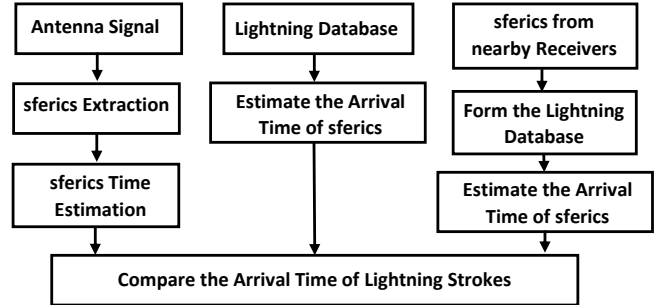 Antenna Signal
sferics Extraction
sferics Time
Estimation
Lightning Database
Estimate the Arrival
Time of sferics
sferics from
nearby Receivers
Form the Lightning
Database
Estimate the Arrival
Time of sferics
Compare the Arrival Time of Lightning Strokes